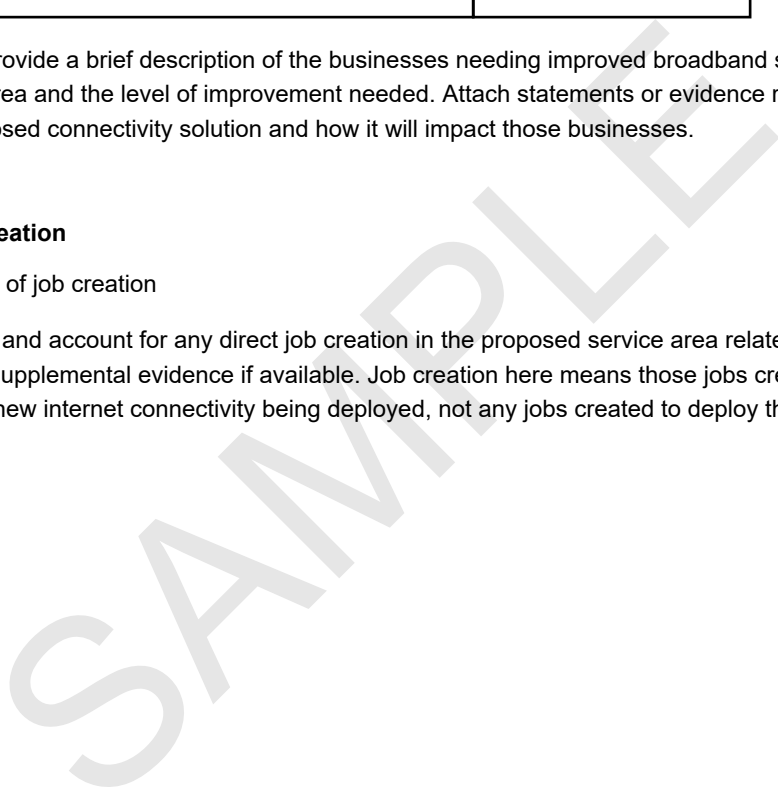 rovide a brief description of the businesses needing improved broadband s
rea and the level of improvement needed. Attach statements or evidence r
osed connectivity solution and how it will impact those businesses.
eation
of job creation
and account for any direct job creation in the proposed service area relate
upplemental evidence if available. Job creation here means those jobs cre
new internet connectivity being deployed, not any jobs created to deploy th
SAMPLE